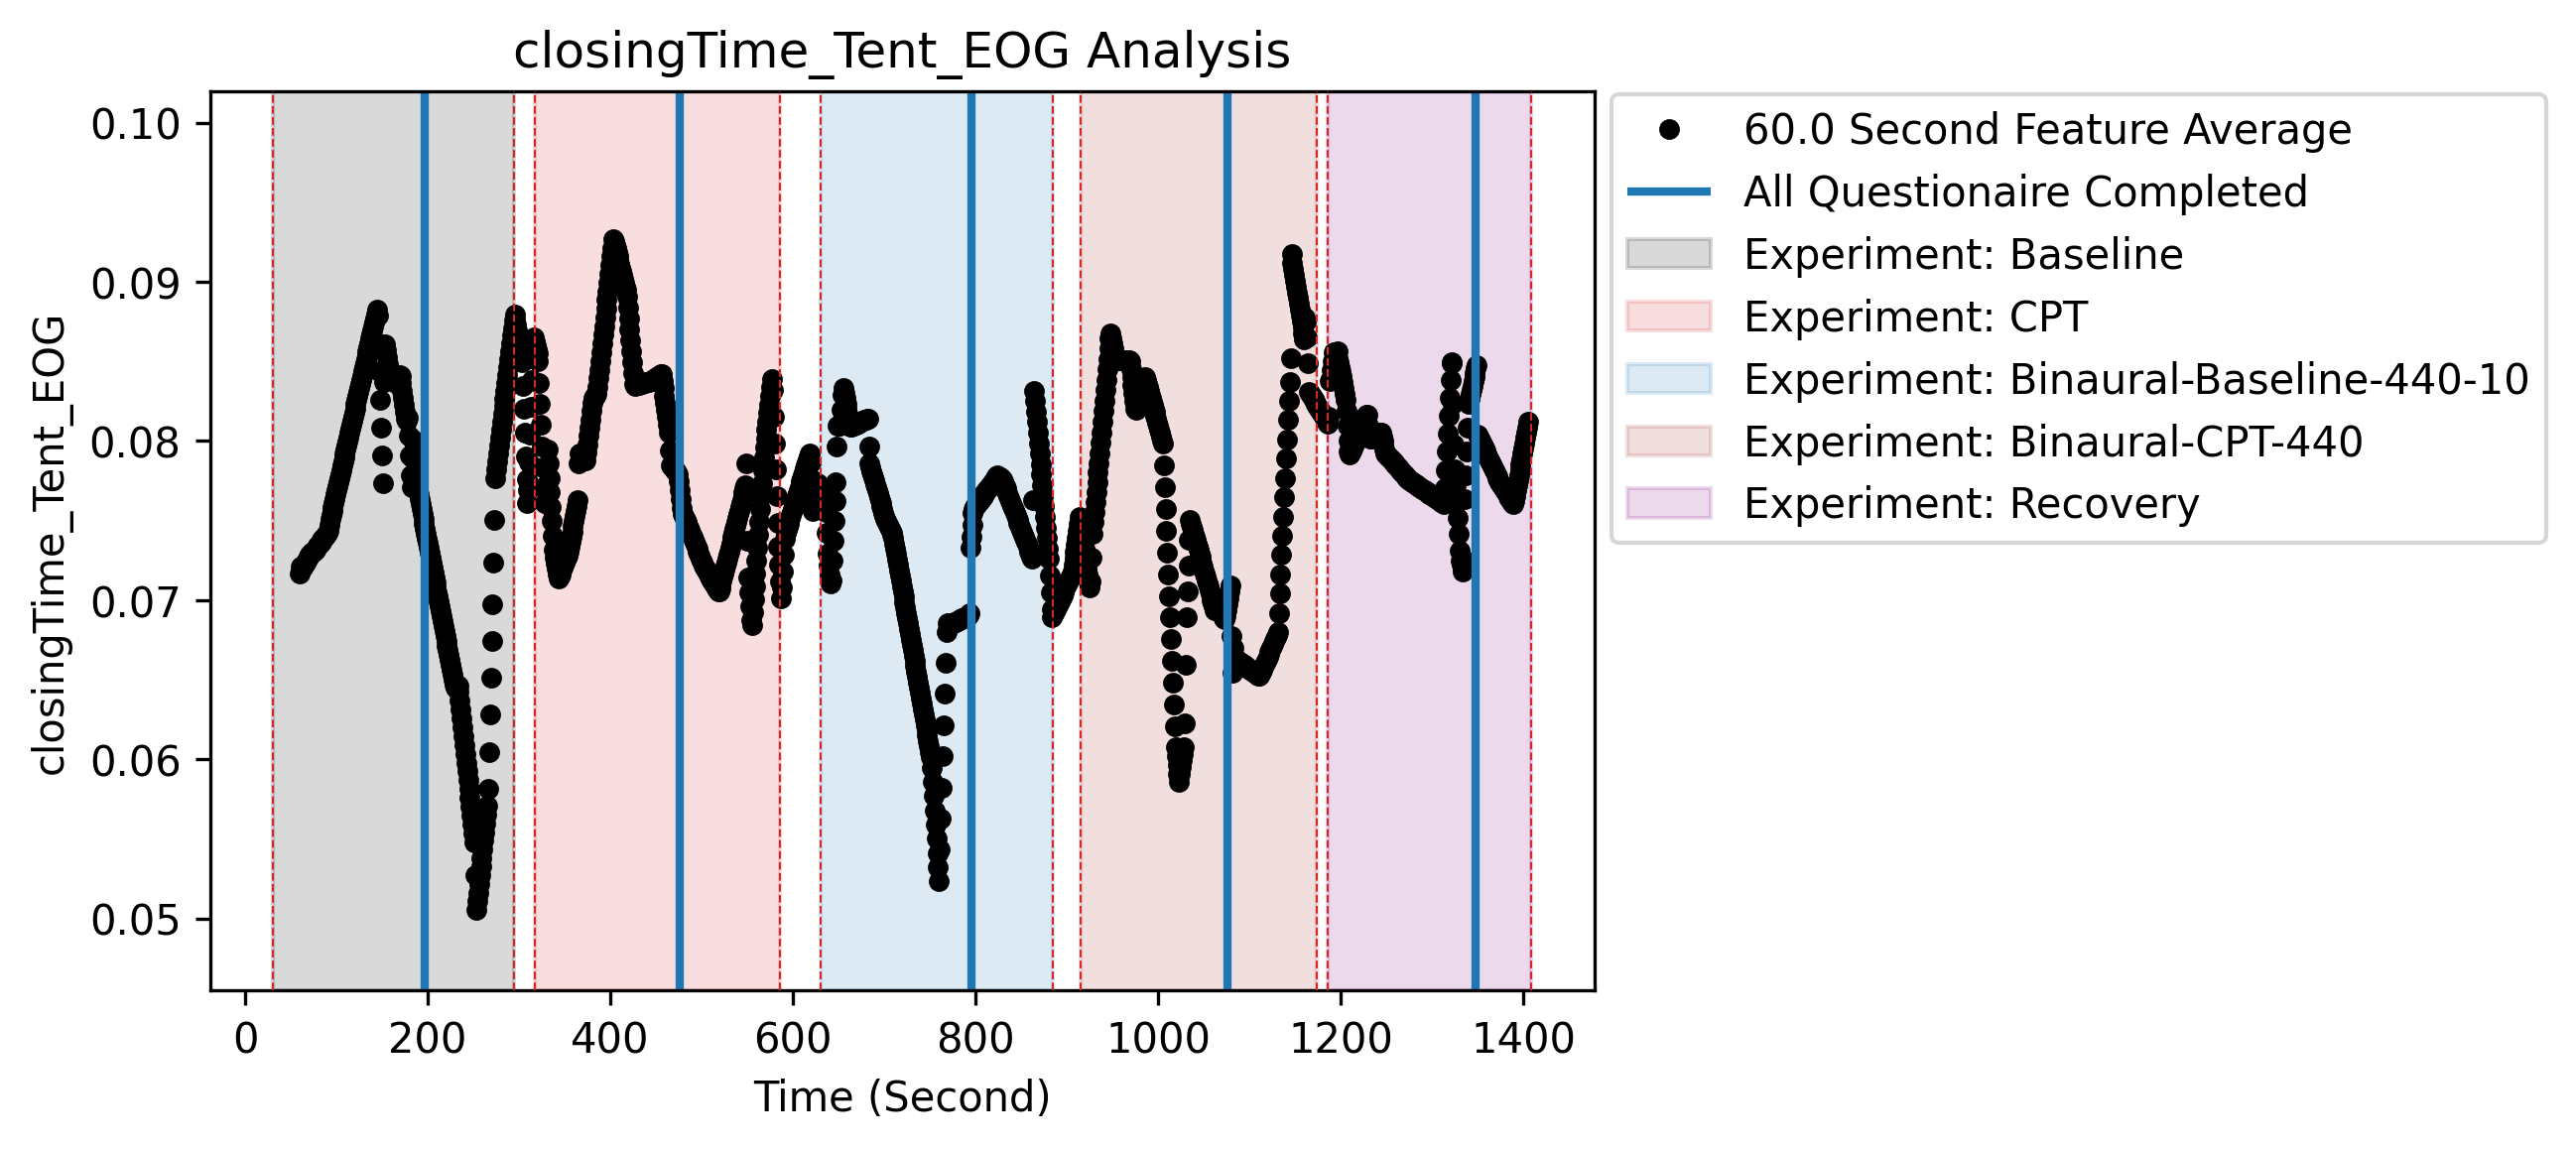 closingTime_Tent_EOG Analysis
0.10
0.09
0.08
0.07
0.06
0.05
closingTime_Tent_EOG
0 200 400 600 800 1000 1200 1400
Time (Second)
60.0 Second Feature Average
All Questionaire Completed
Experiment: Baseline
Experiment: CPT
Experiment: Binaural-Baseline-440-10
Experiment: Binaural-CPT-440
Experiment: Recovery